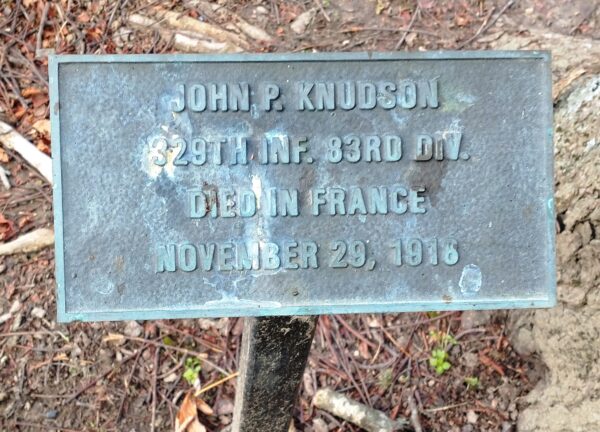 JOHN P. KNUDSON
329TH INF. 83RD DIV.
DIED IN FRANCE
NOVEMBER 29, 1918